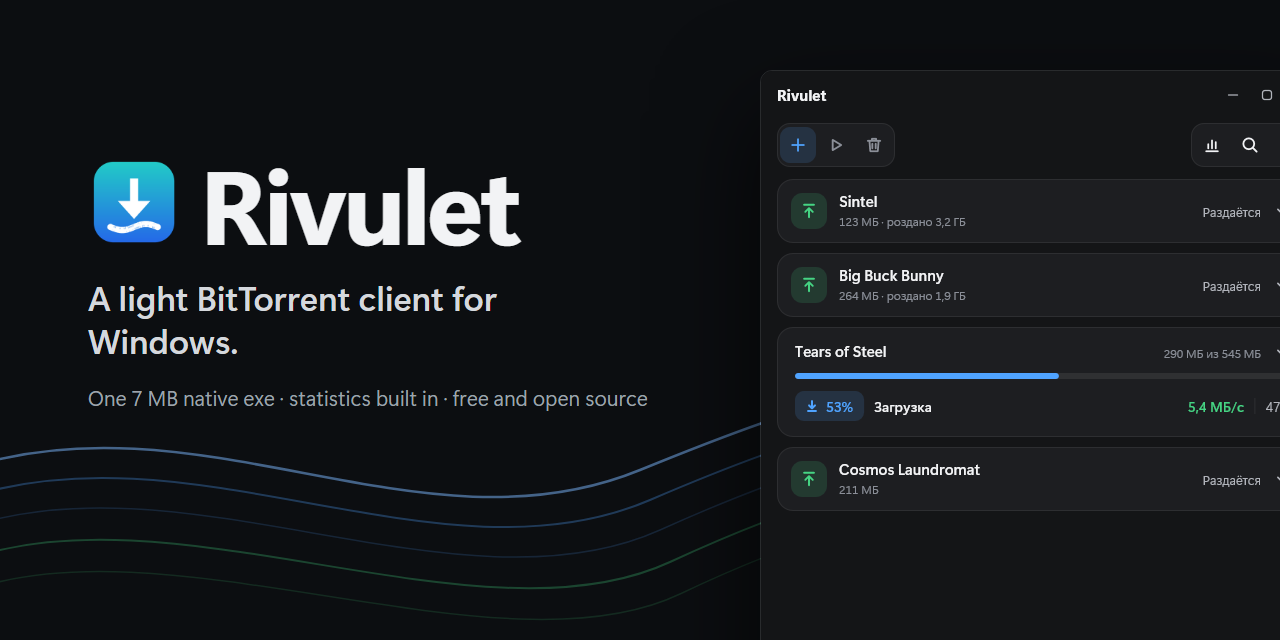 Rivulet
A light BitTorrent client for
Windows.
One 7 MB native exe · statistics built in · free and open source
Rivulet
Sintel
123 МБ · роздано 3,2 ГБ
Раздаётся
Big Buck Bunny
264 МБ · роздано 1,9 ГБ
Раздаётся
Tears of Steel
290 МБ из 545 МБ
53%
Загрузка
5,4 МБ/с
47
Cosmos Laundromat
211 МБ
Раздаётся